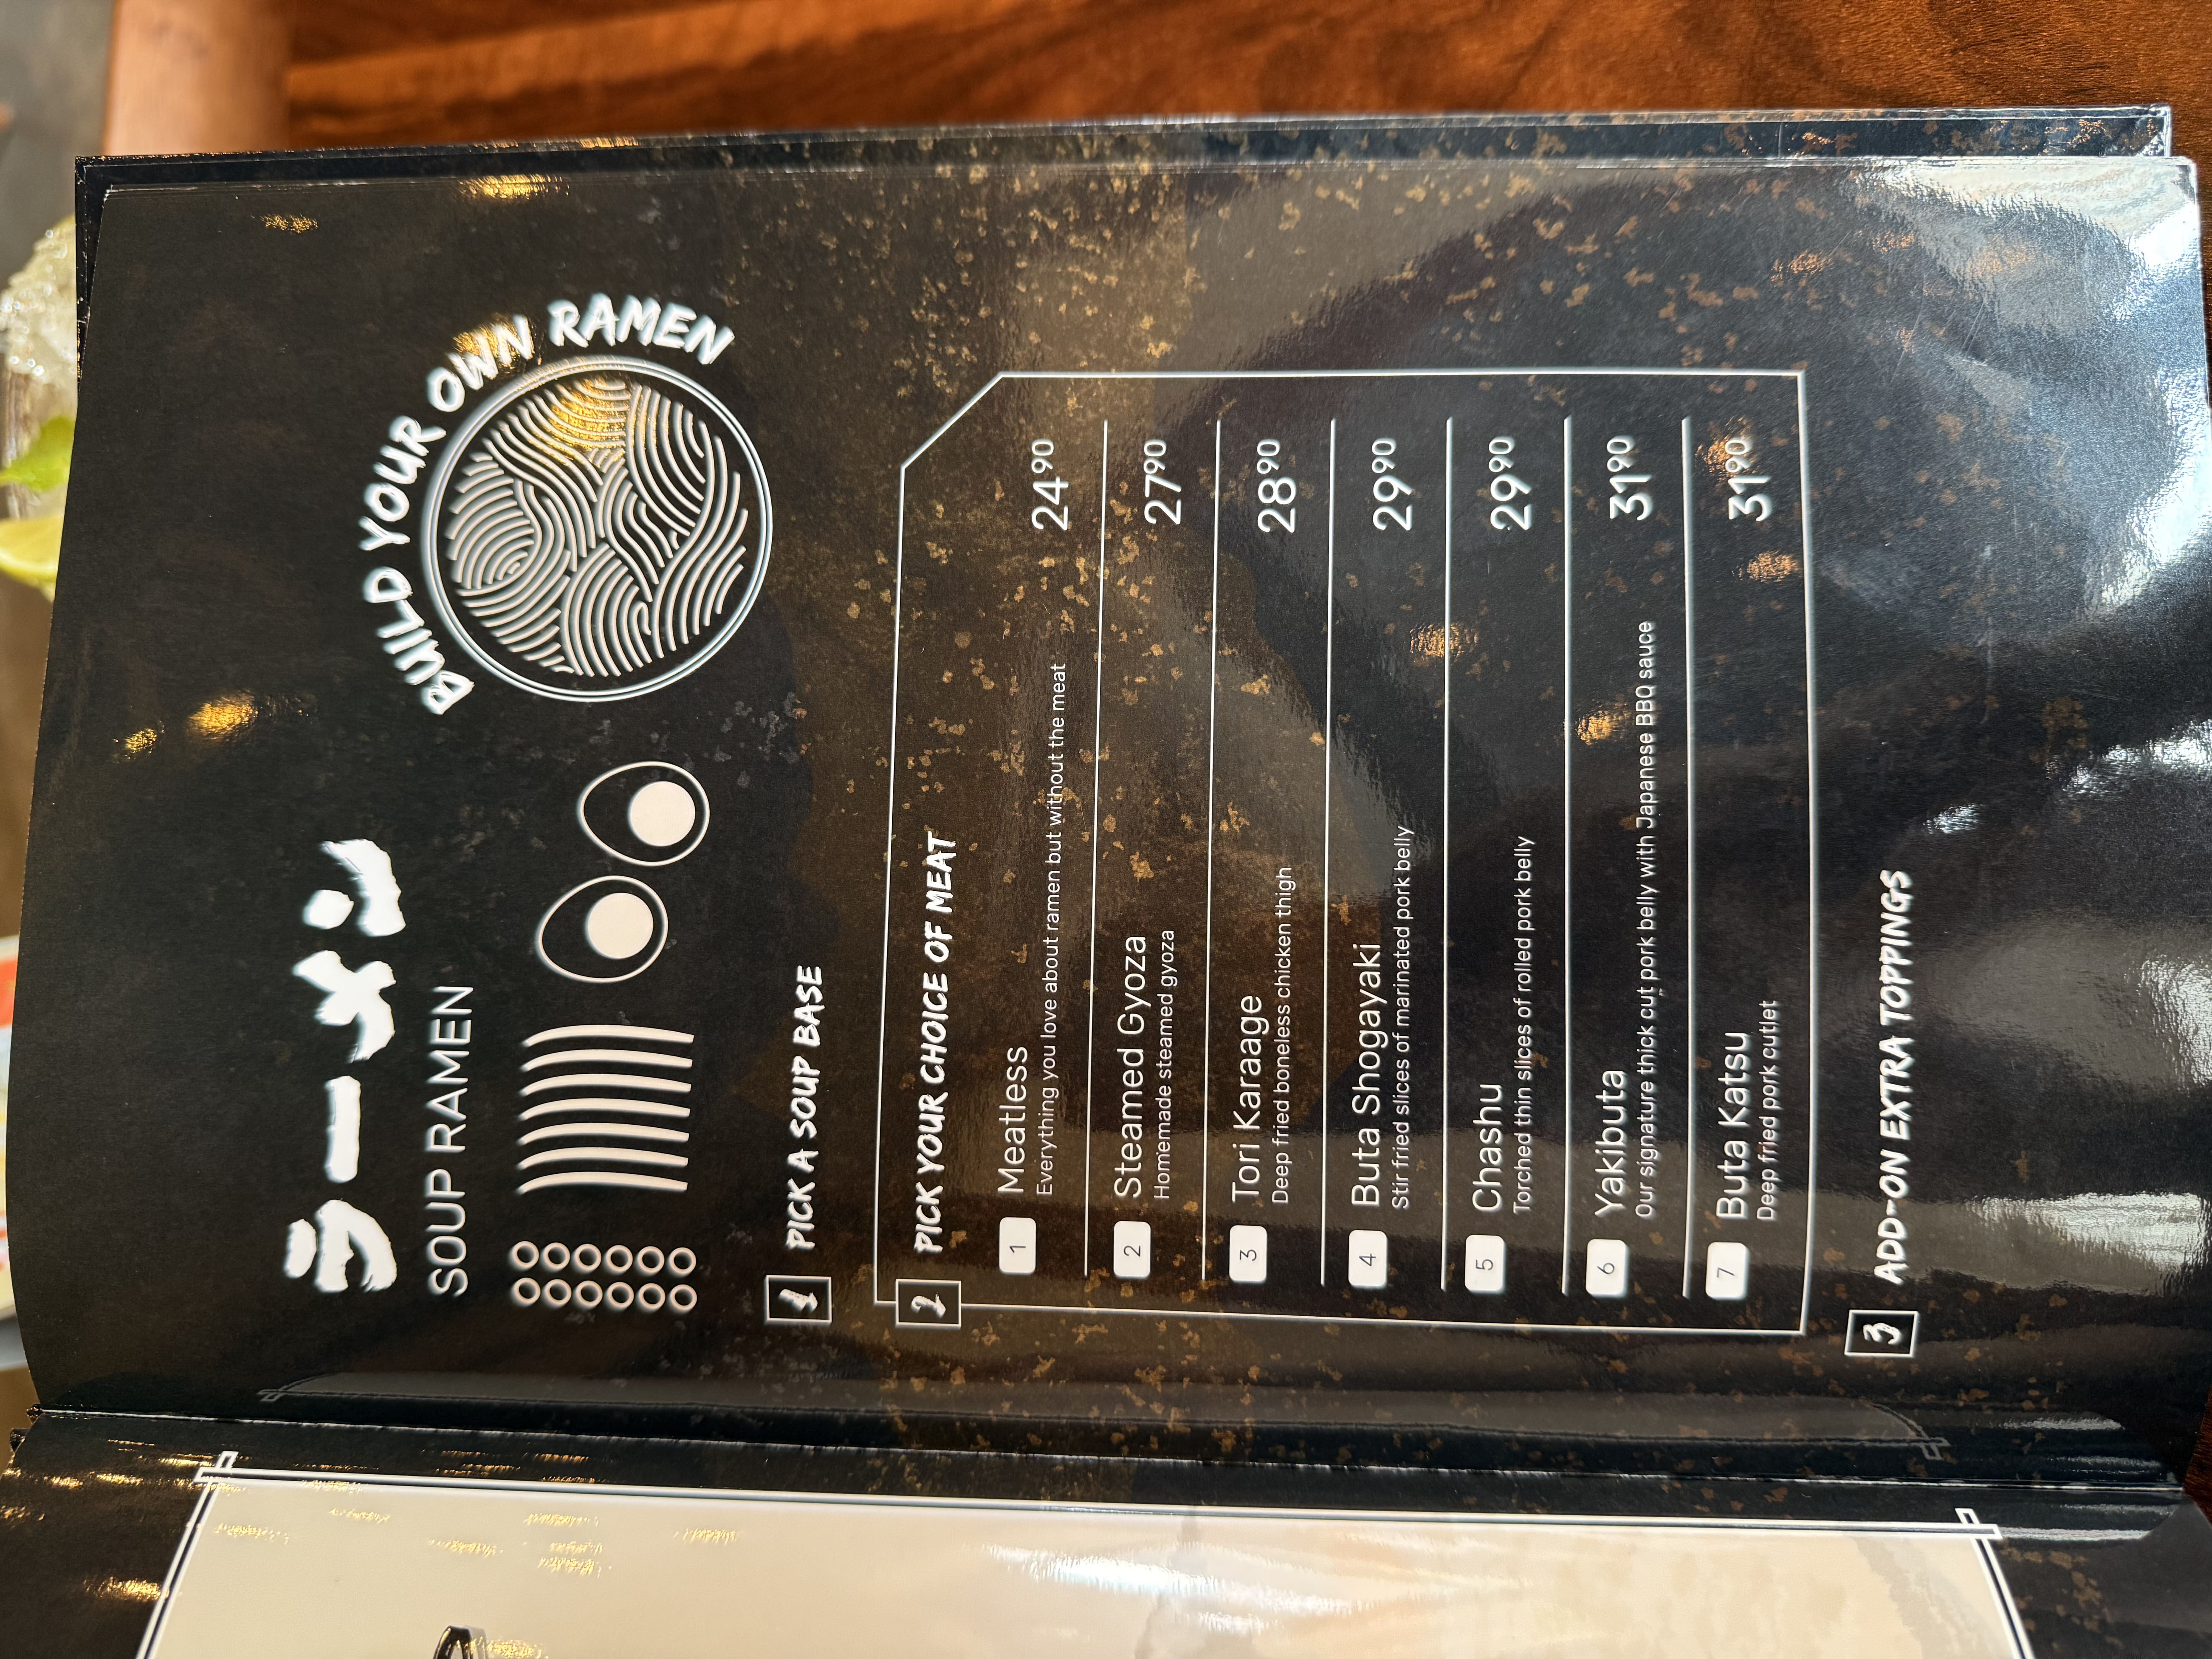 ラーメン
SOUP RAMEN
BUILD YOUR OWN RAMEN
1 PICK A SOUP BASE
2 PICK YOUR CHOICE OF MEAT
1 Meatless 24⁹⁰
Everything you love about ramen but without the meat
2 Steamed Gyoza 27⁹⁰
Homemade steamed gyoza
3 Tori Karaage 28⁹⁰
Deep fried boneless chicken thigh
4 Buta Shogayaki 29⁹⁰
Stir fried slices of marinated pork belly
5 Chashu 29⁹⁰
Torched thin slices of rolled pork belly
6 Yakibuta 31⁹⁰
Our signature thick cut pork belly with Japanese BBQ sauce
7 Buta Katsu 31⁹⁰
Deep fried pork cutlet
3 ADD-ON EXTRA TOPPINGS